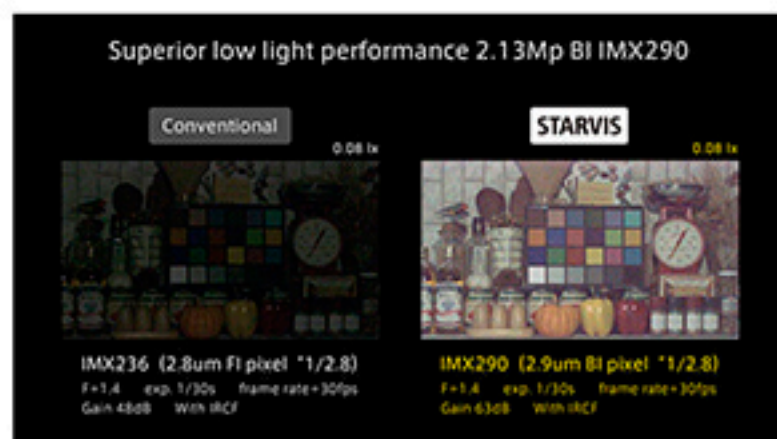 Superior low light performance 2.13Mp BI IMX290
Conventional
0.08 lx
IMX236 (2.8um FI pixel "1/2.8)
F=1.4 exp. 1/30s frame rate=30fps
Gain 48dB With IRCF
STARVIS
0.08 lx
IMX290 (2.9um BI pixel "1/2.8)
F=1.4 exp. 1/30s frame rate=30fps
Gain 63dB With IRCF